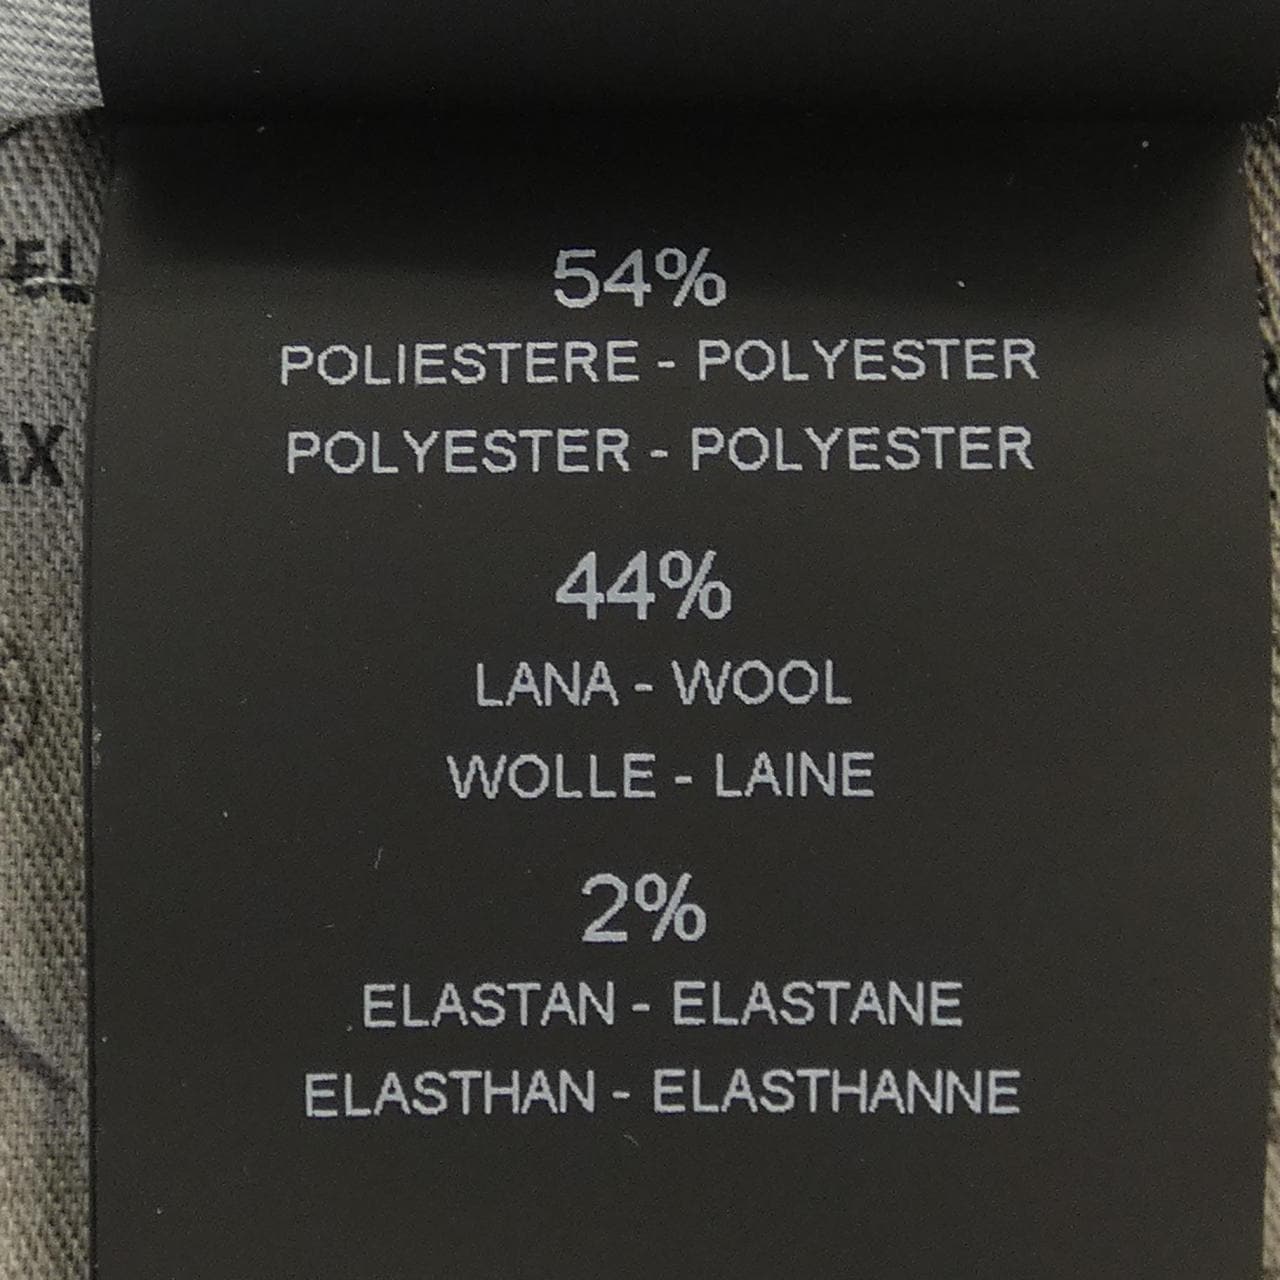 54%
POLIESTERE - POLYESTER
POLYESTER - POLYESTER
44%
LANA - WOOL
WOLLE - LAINE
2%
ELASTAN - ELASTANE
ELASTHAN - ELASTHANNE